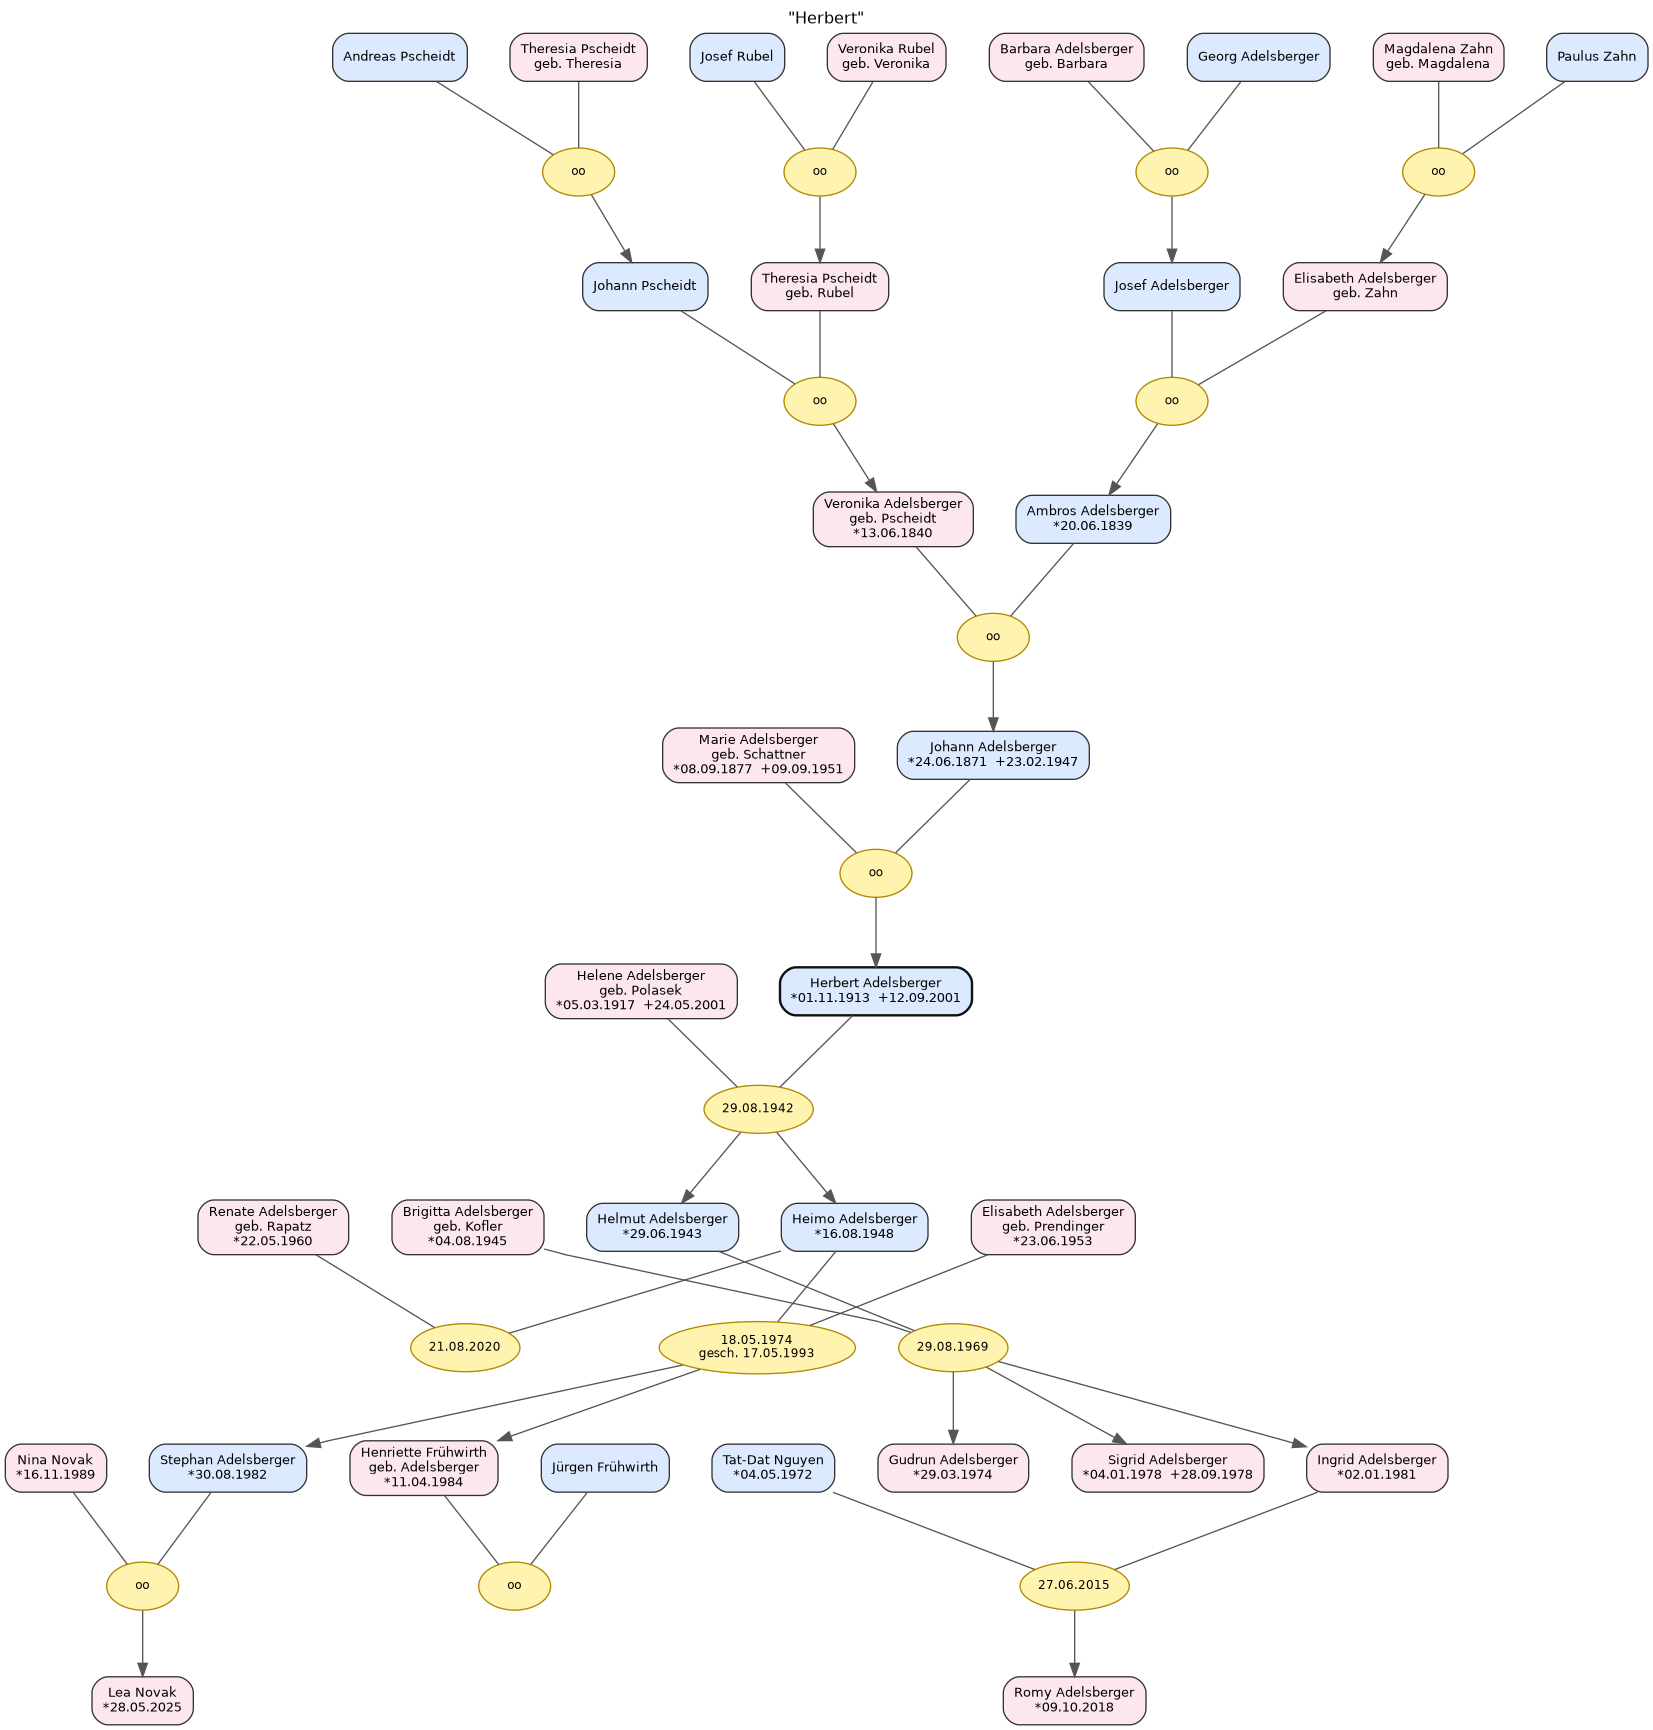 "Herbert"
Andreas Pscheidt
Theresia Pscheidt
geb. Theresia
Josef Rubel
Veronika Rubel
geb. Veronika
Barbara Adelsberger
geb. Barbara
Georg Adelsberger
Magdalena Zahn
geb. Magdalena
Paulus Zahn
oo
oo
oo
oo
Johann Pscheidt
Theresia Pscheidt
geb. Rubel
Josef Adelsberger
Elisabeth Adelsberger
geb. Zahn
oo
oo
Veronika Adelsberger
geb. Pscheidt
*13.06.1840
Ambros Adelsberger
*20.06.1839
oo
Marie Adelsberger
geb. Schattner
*08.09.1877  +09.09.1951
Johann Adelsberger
*24.06.1871  +23.02.1947
oo
Helene Adelsberger
geb. Polasek
*05.03.1917  +24.05.2001
Herbert Adelsberger
*01.11.1913  +12.09.2001
29.08.1942
Renate Adelsberger
geb. Rapatz
*22.05.1960
Brigitta Adelsberger
geb. Kofler
*04.08.1945
Helmut Adelsberger
*29.06.1943
Heimo Adelsberger
*16.08.1948
Elisabeth Adelsberger
geb. Prendinger
*23.06.1953
21.08.2020
18.05.1974
gesch. 17.05.1993
29.08.1969
Nina Novak
*16.11.1989
Stephan Adelsberger
*30.08.1982
Henriette Frühwirth
geb. Adelsberger
*11.04.1984
Jürgen Frühwirth
Tat-Dat Nguyen
*04.05.1972
Gudrun Adelsberger
*29.03.1974
Sigrid Adelsberger
*04.01.1978  +28.09.1978
Ingrid Adelsberger
*02.01.1981
oo
oo
27.06.2015
Lea Novak
*28.05.2025
Romy Adelsberger
*09.10.2018